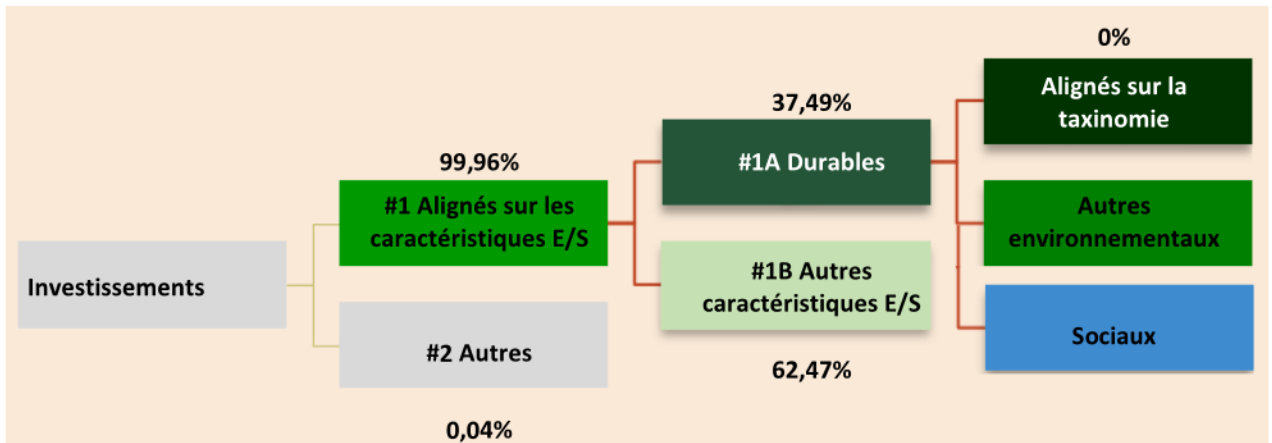 0%
Alignés sur la
taxinomie
37,49%
#1A Durables
99,96%
#1 Alignés sur les
caractéristiques E/S
Autres
environnementaux
Investissements
#1B Autres
caractéristiques E/S
#2 Autres
Sociaux
62,47%
0,04%